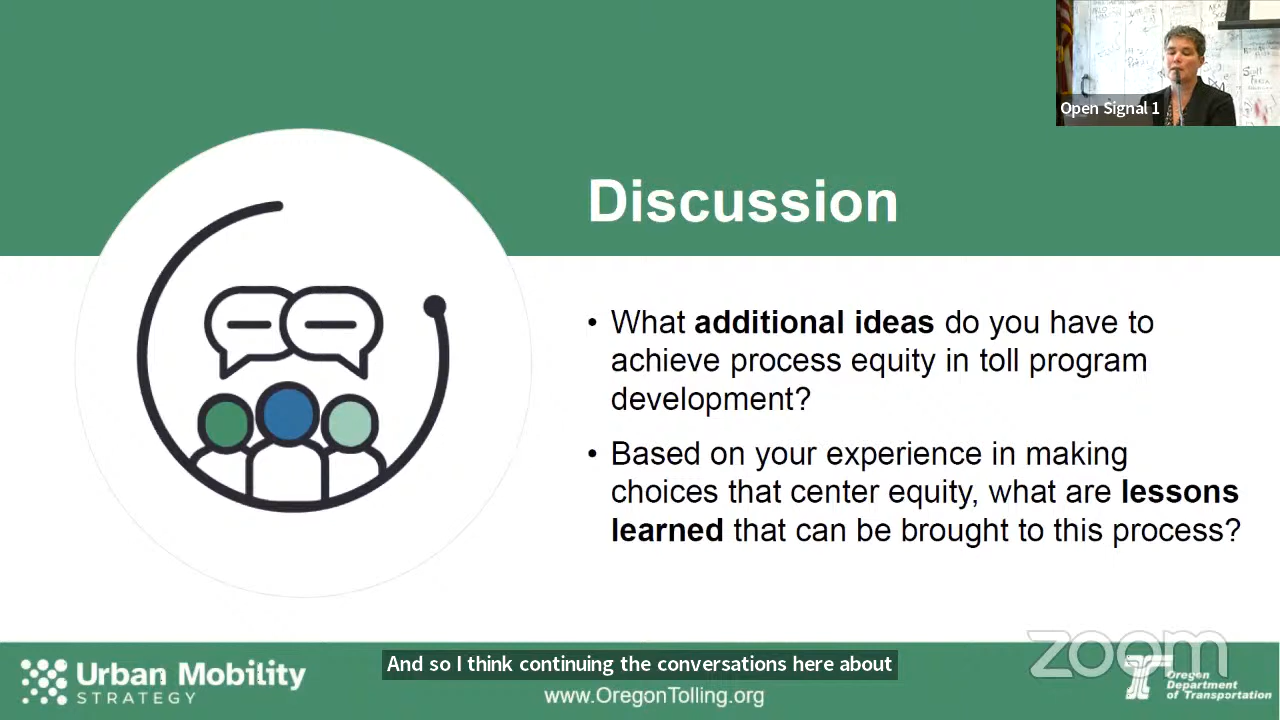 Open Signal 1
Discussion
• What additional ideas do you have to
achieve process equity in toll program
development?
• Based on your experience in making
choices that center equity, what are lessons
learned that can be brought to this process?
Urban Mobility
STRATEGY
And so I think continuing the conversations here about
www.OregonTolling.org
zoom
Oregon
Department
of Transportation